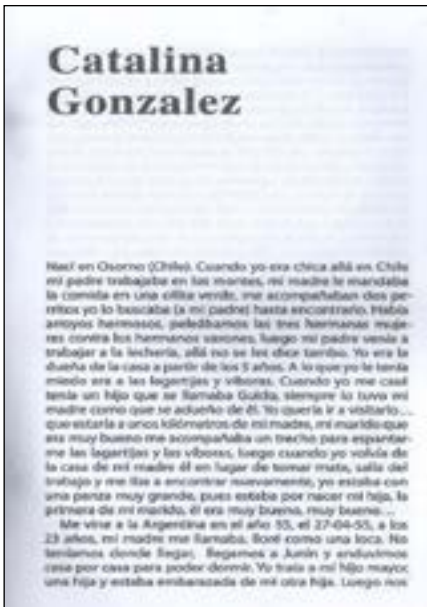 Catalina
Gonzalez
Nací en Osorno (Chile). Cuando yo era chica allá en Chile
mi padre trabajaba en los montes, mi madre le mandaba
la comida en una ollita verde, me acompañaban dos pe-
rritos yo lo buscaba (a mi padre) hasta encontrarlo. Había
arroyos hermosos, peleábamos las tres hermanas muje-
res contra los hermanos varones, luego mi padre venía a
trabajar a la lechería, allá no se les dice tambo. Yo era la
dueña de la casa a partir de los 5 años. A lo que yo le tenía
miedo era a las lagartijas y víboras. Cuando yo me casé
tenía un hijo que se llamaba Guido, siempre lo tuvo mi
madre como que se adueño de él. Yo quería ir a visitarlo...
que estaría a unos kilómetros de mi madre, mi marido que
era muy bueno me acompañaba un trecho para espantar-
me las lagartijas y las víboras, luego cuando yo volvía de
la casa de mi madre él en lugar de tomar mate, salía del
trabajo y me iba a encontrar nuevamente, yo estaba con
una panza muy grande, pues estaba por nacer mi hija, la
primera de mi marido, él era muy bueno, muy bueno...
Me vine a la Argentina en el año 55, el 27-04-55, a los
23 años, mi madre me llamaba, lloré como una loca. No
teníamos donde llegar, llegamos a Junín y anduvimos
casa por casa para poder dormir. Yo traía a mi hijo mayor,
una hija y estaba embarazada de mi otra hija. Luego nos